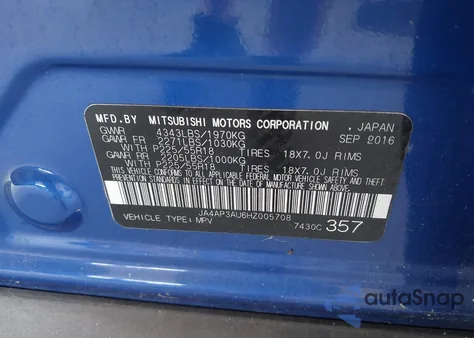 MFD.BY MITSUBISHI MOTORS CORPORATION , JAPAN
GVWR 4343LBS/1970KG SEP 2016
GAWR FR 2271LBS/1030KG
WITH P225/55R18 TIRES 18X7.0J RIMS
GAWR RR 2205LBS/1000KG
WITH P225/55R18 TIRES 18X7.0J RIMS
THIS VEHICLE CONFORMS TO ALL APPLICABLE FEDERAL
MOTOR VEHICLE SAFETY AND THEFT PREVENTION STANDARDS
IN EFFECT ON THE DATE OF MANUFACTURE SHOWN ABOVE.
JA4AP3AU6HZ005708
VEHICLE TYPE: MPV 7430C 357
autoSnap